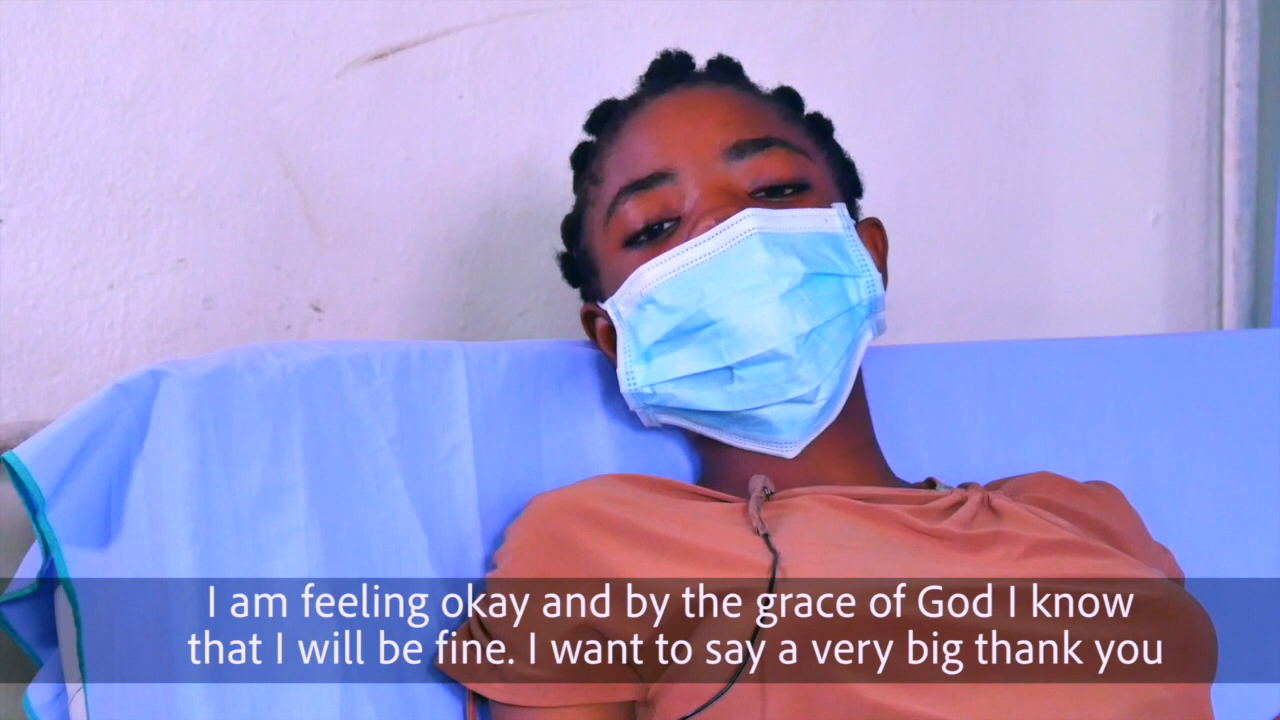 I am feeling okay and by the grace of God I know
that I will be fine. I want to say a very big thank you